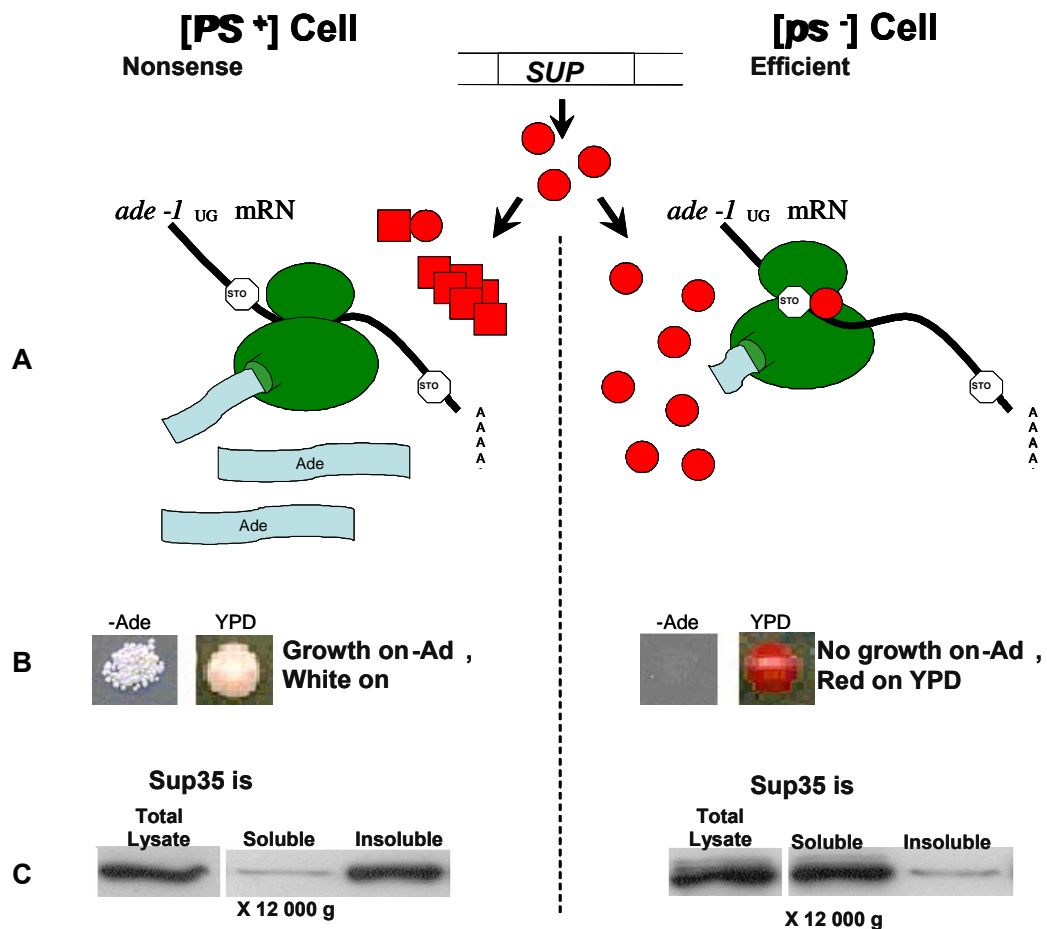 [PS +] Cell
Nonsense
SUP
[ps -] Cell
Efficient
ade -1 UG mRN
STO
STO
A
A
A
A
A
Ade
Ade
ade -1 UG mRN
STO
STO
A
A
A
A
A
A
B
-Ade
YPD
Growth on-Ad ,
White on
-Ade
YPD
No growth on-Ad ,
Red on YPD
C
Sup35 is
Total
Lysate
Soluble
Insoluble
X 12 000 g
Sup35 is
Total
Lysate
Soluble
Insoluble
X 12 000 g